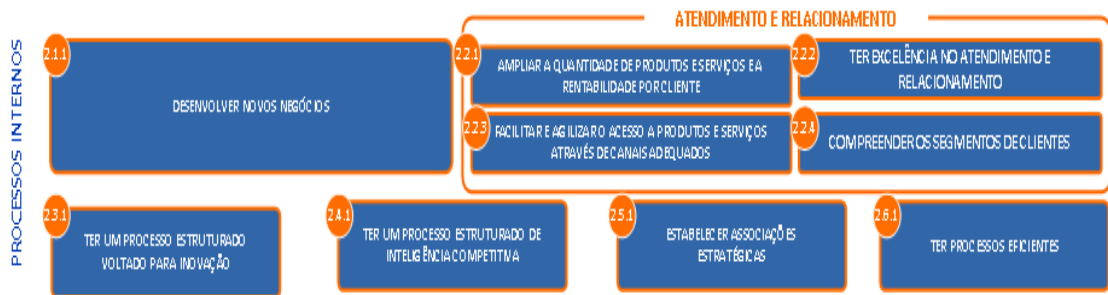 PROCESSOS INTERNOS
ATENDIMENTO E RELACIONAMENTO
2.1.1
DESENVOLVER NOVOS NEGÓCIOS
2.2.1
AMPLIAR A QUANTIDADE DE PRODUTOS E SERVIÇOS E A
RENTABILIDADE POR CLIENTE
2.2.2
TER EXCELÊNCIA NO ATENDIMENTO E
RELACIONAMENTO
2.2.3
FACILITAR E AGILIZAR O ACESSO A PRODUTOS E SERVIÇOS
ATRAVÉS DE CANAIS ADEQUADOS
2.2.4
COMPREENDER OS SEGMENTOS DE CLIENTES
2.3.1
TER UM PROCESSO ESTRUTURADO
VOLTADO PARA INOVAÇÃO
2.4.1
TER UM PROCESSO ESTRUTURADO DE
INTELIGÊNCIA COMPETITIVA
2.5.1
ESTABELECER ASSOCIAÇÕES
ESTRATÉGICAS
2.6.1
TER PROCESSOS EFICIENTES